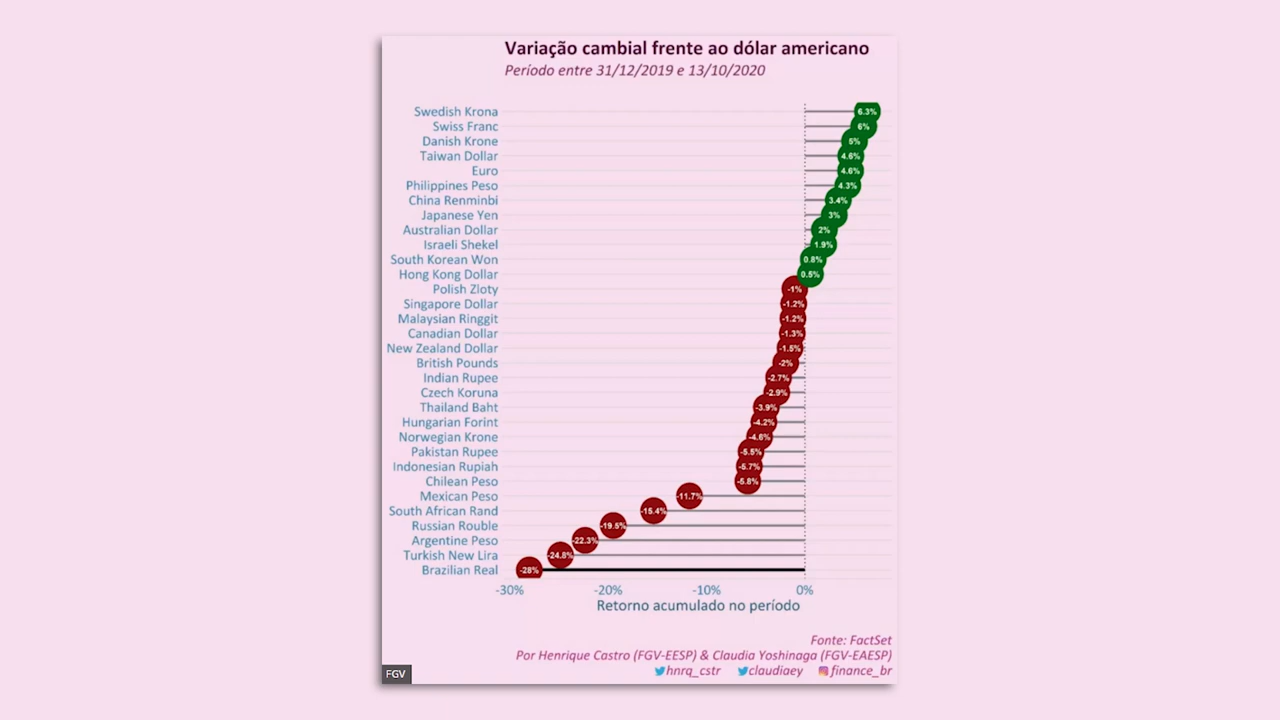 Variação cambial frente ao dólar americano
Período entre 31/12/2019 e 13/10/2020
Swedish Krona 6.3%
Swiss Franc 6%
Danish Krone 5%
Taiwan Dollar 4.6%
Euro 4.6%
Philippines Peso 4.3%
China Renminbi 3.4%
Japanese Yen 3%
Australian Dollar 2%
Israeli Shekel 1.9%
South Korean Won 0.8%
Hong Kong Dollar 0.5%
Polish Zloty -1%
Singapore Dollar -1.2%
Malaysian Ringgit -1.2%
Canadian Dollar -1.3%
New Zealand Dollar -1.5%
British Pounds -2%
Indian Rupee -2.7%
Czech Koruna -2.9%
Thailand Baht -3.9%
Hungarian Forint -4.2%
Norwegian Krone -4.6%
Pakistan Rupee -5.5%
Indonesian Rupiah -5.7%
Chilean Peso -5.8%
Mexican Peso -11.7%
South African Rand -15.4%
Russian Rouble -19.5%
Argentine Peso -22.3%
Turkish New Lira -24.8%
Brazilian Real -28%
-30% -20% -10% 0%
Retorno acumulado no período
Fonte: FactSet
Por Henrique Castro (FGV-EESP) & Claudia Yoshinaga (FGV-EAESP)
hnrq_cstr claudiaey finance_br
FGV